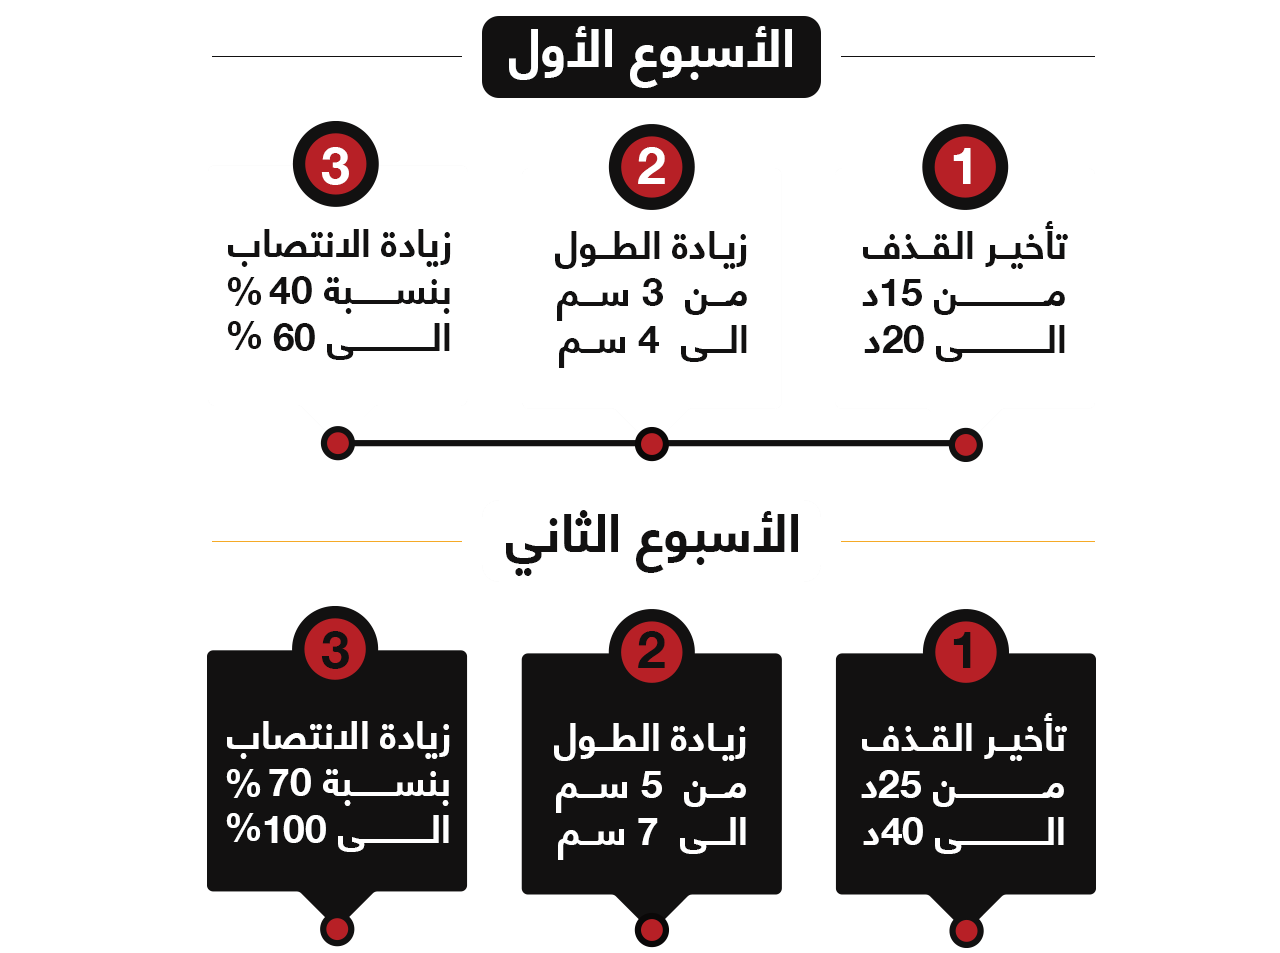 الأسبوع الأول
1
تأخير القذف
من 15د
الى 20د
2
زيادة الطول
من 3 سم
الى 4 سم
3
زيادة الانتصاب
بنسبة 40 %
الى 60 %
الأسبوع الثاني
1
تأخير القذف
من 25د
الى 40د
2
زيادة الطول
من 5 سم
الى 7 سم
3
زيادة الانتصاب
بنسبة 70 %
الى 100%